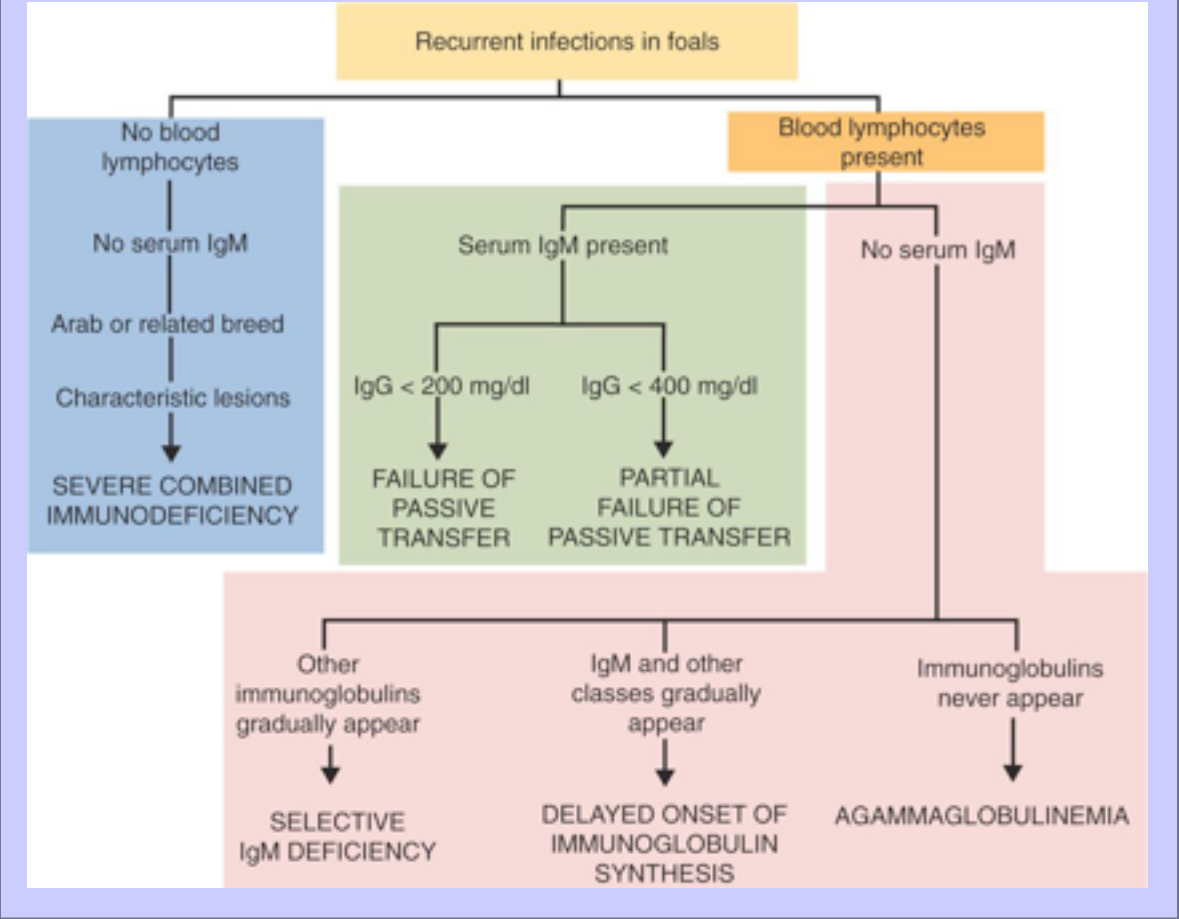 Recurrent infections in foals
No blood
lymphocytes
No serum IgM
Arab or related breed
Characteristic lesions
SEVERE COMBINED
IMMUNODEFICIENCY
Blood lymphocytes
present
Serum IgM present
IgG < 200 mg/dl
FAILURE OF
PASSIVE
TRANSFER
IgG < 400 mg/dl
PARTIAL
FAILURE OF
PASSIVE TRANSFER
No serum IgM
Other
immunoglobulins
gradually appear
SELECTIVE
IgM DEFICIENCY
IgM and other
classes gradually
appear
DELAYED ONSET OF
IMMUNOGLOBULIN
SYNTHESIS
Immunoglobulins
never appear
AGAMMAGLOBULINEMIA